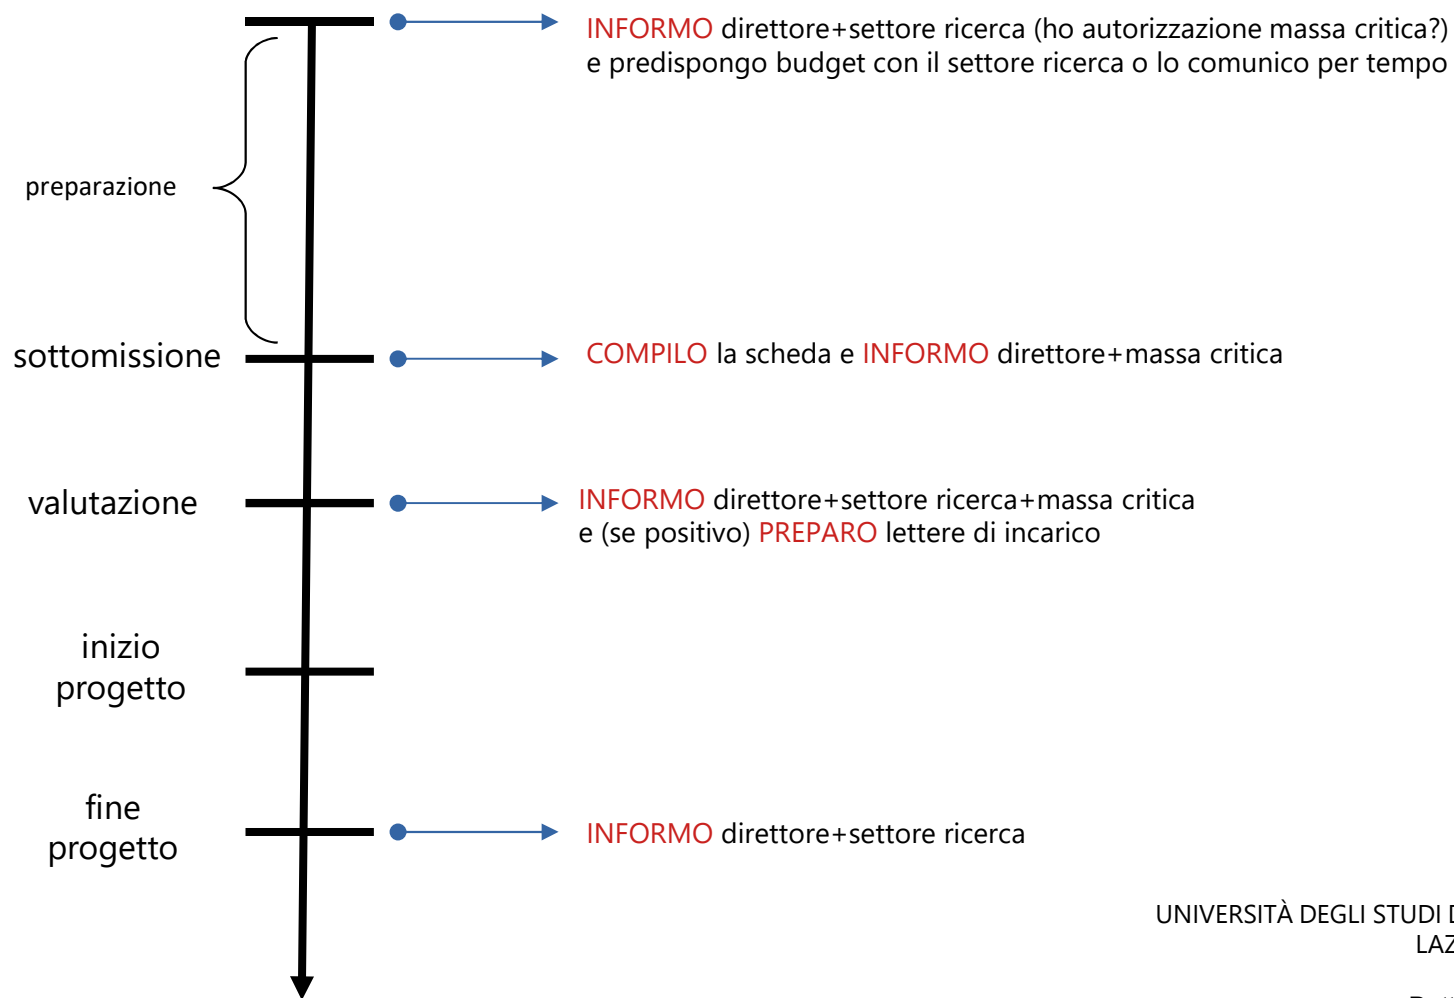 INFORMO direttore+settore ricerca (ho autorizzazione massa critica?)
e predispongo budget con il settore ricerca o lo comunico per tempo
preparazione
sottomissione
COMPILO la scheda e INFORMO direttore+massa critica
valutazione
INFORMO direttore+settore ricerca+massa critica
e (se positivo) PREPARO lettere di incarico
inizio
progetto
fine
progetto
INFORMO direttore+settore ricerca
UNIVERSITÀ DEGLI STUDI
LAZ